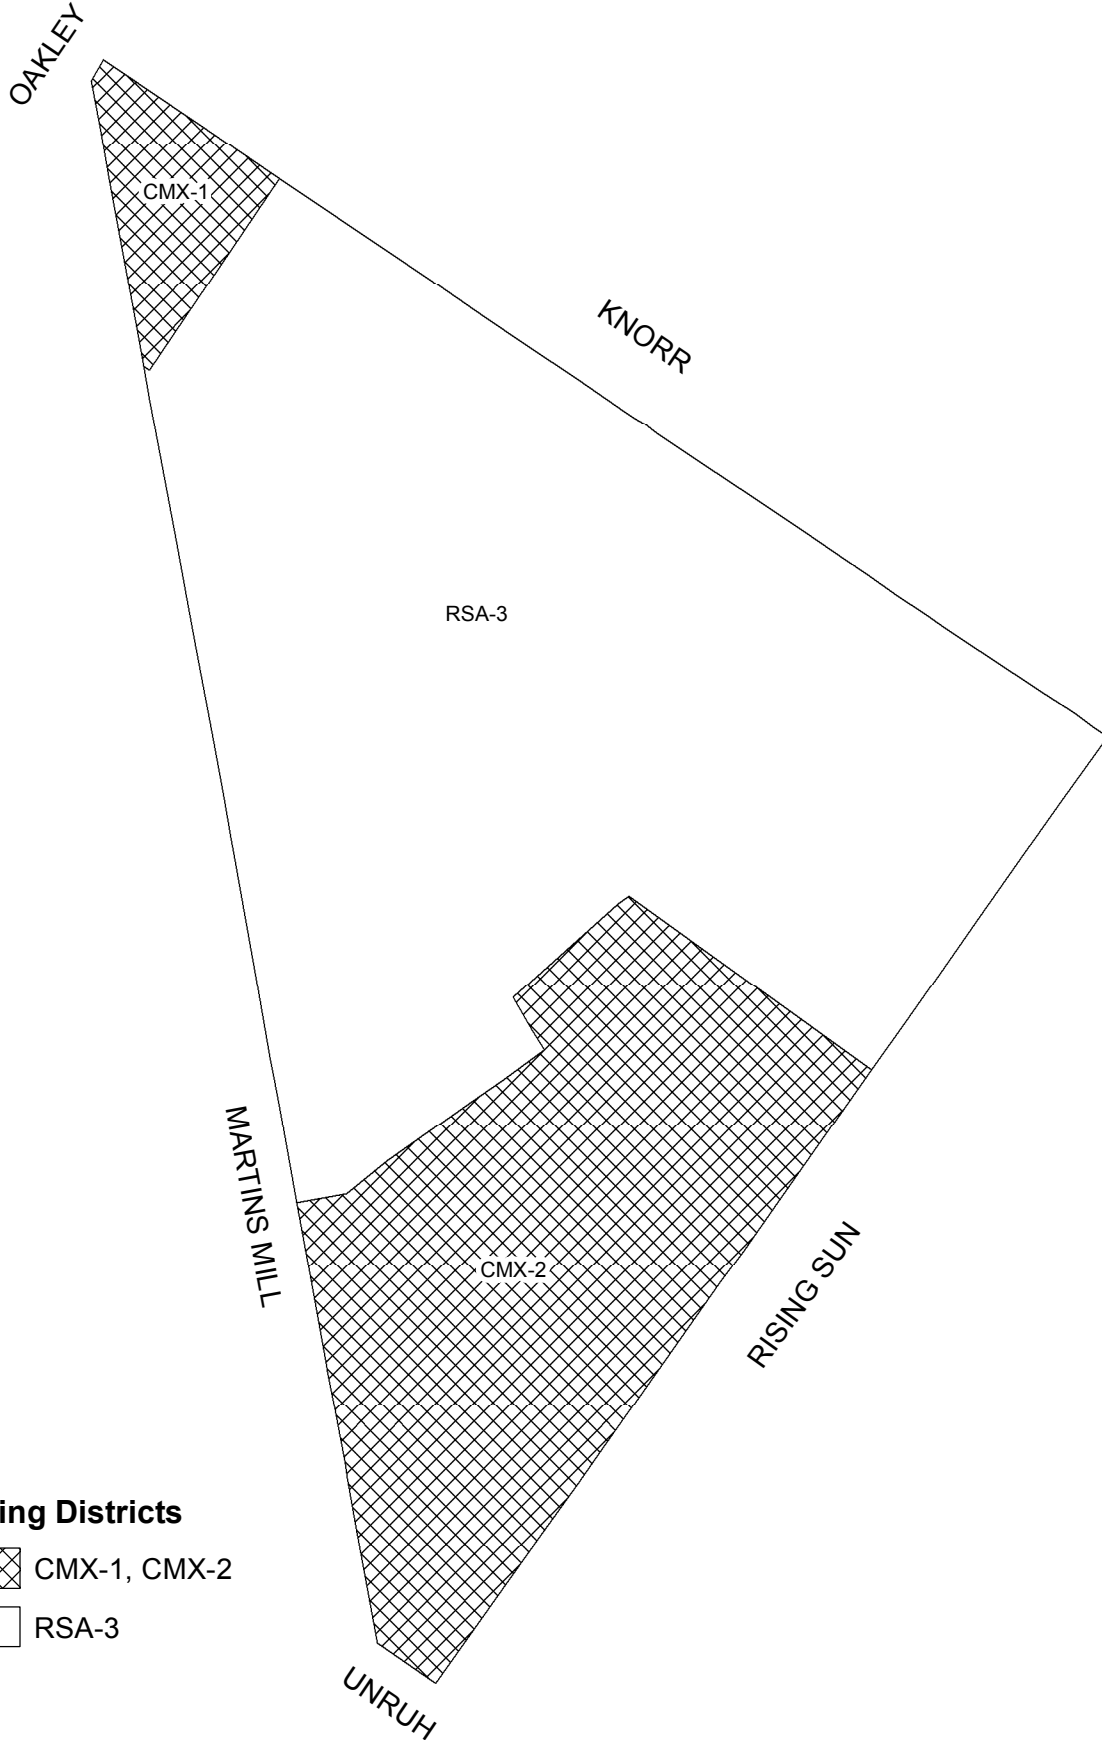 OAKLEY
CMX-1
KNORR
RSA-3
MARTINS MILL
CMX-2
RISING SUN
ing Districts
CMX-1, CMX-2
RSA-3
UNRUH